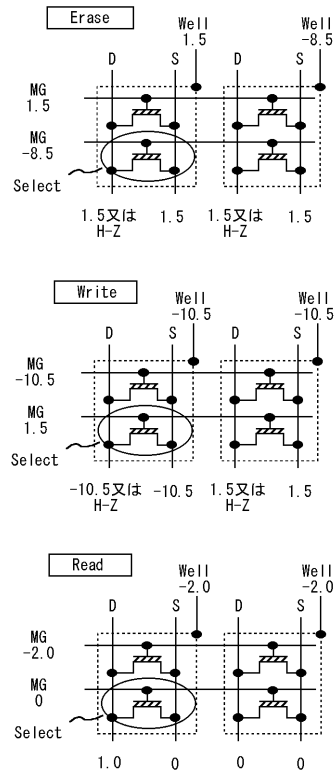 Erase
Well
1.5
Well
-8.5
D
S
D
S
MG
1.5
MG
-8.5
Select
1.5又は
H-Z
1.5
1.5又は
H-Z
1.5
Write
Well
-10.5
Well
-10.5
D
S
D
S
MG
-10.5
MG
1.5
Select
-10.5又は
H-Z
-10.5
1.5又は
H-Z
1.5
Read
Well
-2.0
Well
-2.0
D
S
D
S
MG
-2.0
MG
0
Select
1.0
0
0
0